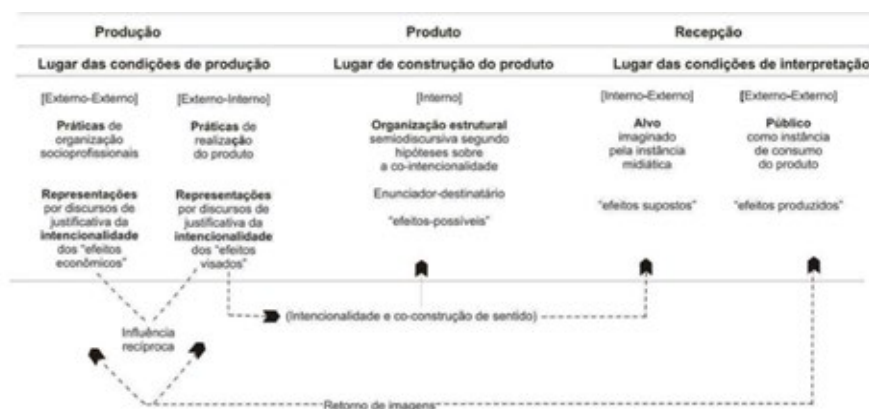 Produção
Produto
Recepção
Lugar das condições de produção
Lugar de construção do produto
Lugar das condições de interpretação
[Externo-Externo]
Práticas de
organização
socioprofissionais
Representações
por discursos de
justificativa da
intencionalidade
dos "efeitos
econômicos"
[Externo-Interno]
Práticas de
realização
do produto
Representações
por discursos de
justificativa da
intencionalidade
dos "efeitos
visados"
[Interno]
Organização estrutural
semiodiscursiva segundo
hipóteses sobre
a co-intencionalidade
Enunciador-destinatário
"efeitos-possíveis"
[Interno-Externo]
Alvo
imaginado
pela instância
midiática
"efeitos supostos"
[Externo-Externo]
Público
como instância
de consumo
do produto
"efeitos produzidos"
(Intencionalidade e co-construção de sentido)
Influência
recíproca
Retorno de imagens